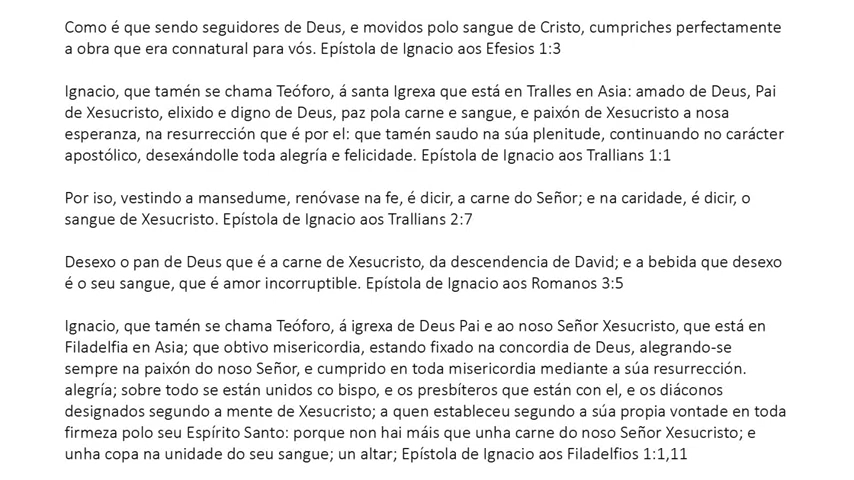 Como é que sendo seguidores de Deus, e movidos polo sangue de Cristo, cumpriches perfectamente
a obra que era connatural para vós. Epístola de Ignacio aos Efesios 1:3
Ignacio, que tamén se chama Teóforo, á santa Igrexa que está en Tralles en Asia: amado de Deus, Pai
de Xesucristo, elixido e digno de Deus, paz pola carne e sangue, e paixón de Xesucristo a nosa
esperanza, na resurrección que é por el: que tamén saudo na súa plenitude, continuando no carácter
apostólico, desexándolle toda alegría e felicidade. Epístola de Ignacio aos Trallians 1:1
Por iso, vestindo a mansedume, renóvase na fe, é dicir, a carne do Señor; e na caridade, é dicir, o
sangue de Xesucristo. Epístola de Ignacio aos Trallians 2:7
Desexo o pan de Deus que é a carne de Xesucristo, da descendencia de David; e a bebida que desexo
é o seu sangue, que é amor incorruptible. Epístola de Ignacio aos Romanos 3:5
Ignacio, que tamén se chama Teóforo, á igrexa de Deus Pai e ao noso Señor Xesucristo, que está en
Filadelfia en Asia; que obtivo misericordia, estando fixado na concordia de Deus, alegrando-se
sempre na paixón do noso Señor, e cumprido en toda misericordia mediante a súa resurrección.
alegría; sobre todo se están unidos co bispo, e os presbíteros que están con el, e os diáconos
designados segundo a mente de Xesucristo; a quen estableceu segundo a súa propia vontade en toda
firmeza polo seu Espírito Santo: porque non hai máis que unha carne do noso Señor Xesucristo; e
unha copa na unidade do seu sangue; un altar; Epístola de Ignacio aos Filadelfios 1:1,11